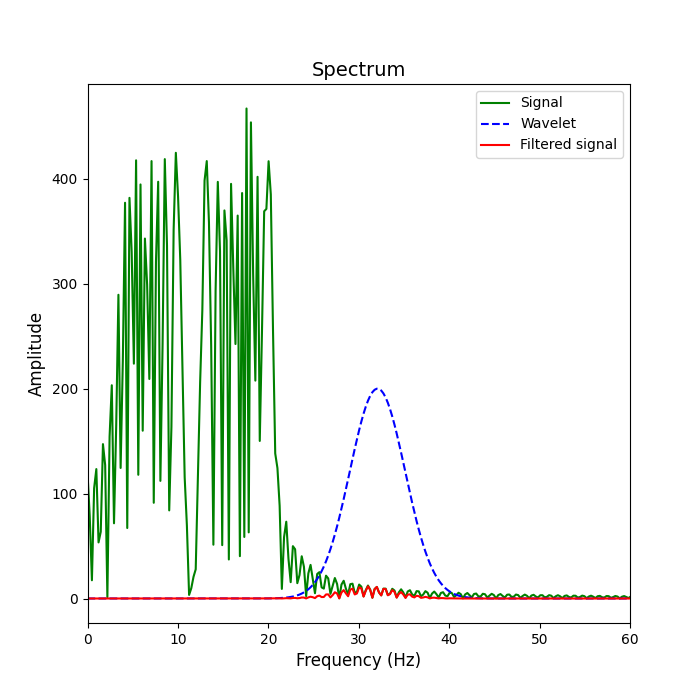 Spectrum
Signal
Wavelet
Filtered signal
Amplitude
400
300
200
100
0
0 10 20 30 40 50 60
Frequency (Hz)